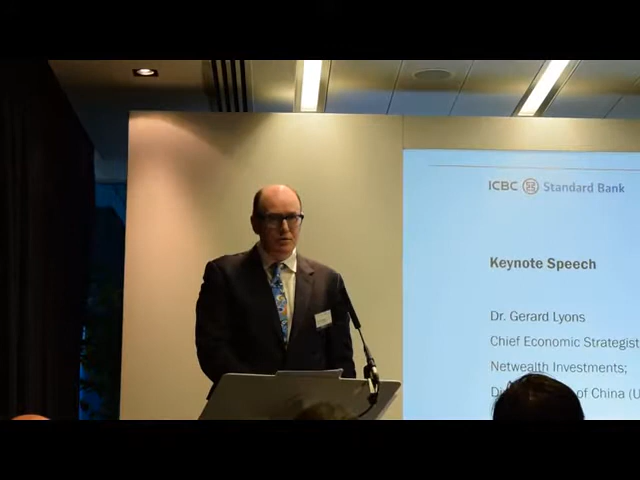 ICBC Standard Bank
Keynote Speech
Dr. Gerard Lyons
Chief Economic Strategist
Netwealth Investments;
of China (U